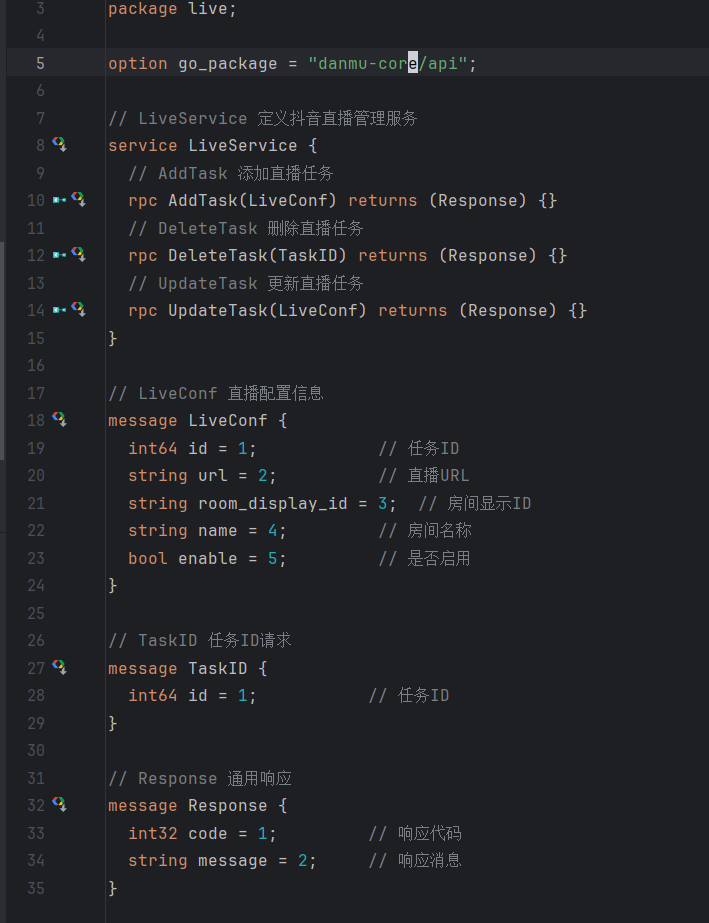 3 package live;
4
5 option go_package = "danmu-core/api";
6
7 // LiveService 定义抖音直播管理服务
8 service LiveService {
9 // AddTask 添加直播任务
10 rpc AddTask(LiveConf) returns (Response) {}
11 // DeleteTask 删除直播任务
12 rpc DeleteTask(TaskID) returns (Response) {}
13 // UpdateTask 更新直播任务
14 rpc UpdateTask(LiveConf) returns (Response) {}
15 }
16
17 // LiveConf 直播配置信息
18 message LiveConf {
19 int64 id = 1; // 任务ID
20 string url = 2; // 直播URL
21 string room_display_id = 3; // 房间显示ID
22 string name = 4; // 房间名称
23 bool enable = 5; // 是否启用
24 }
25
26 // TaskID 任务ID请求
27 message TaskID {
28 int64 id = 1; // 任务ID
29 }
30
31 // Response 通用响应
32 message Response {
33 int32 code = 1; // 响应代码
34 string message = 2; // 响应消息
35 }